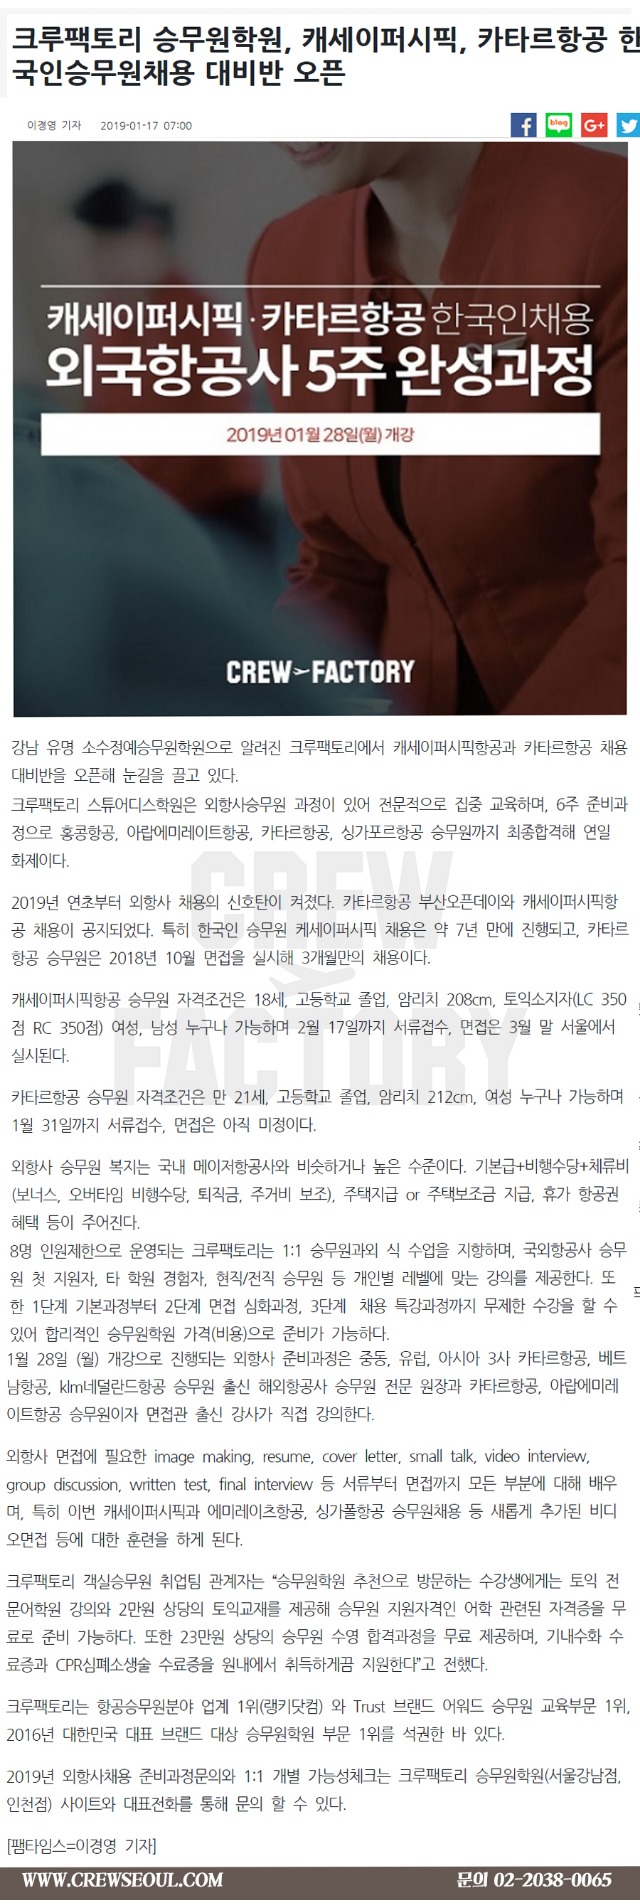 크루팩토리 승무원학원, 캐세이퍼시픽, 카타르항공 한
국인승무원채용 대비반 오픈
이경영 기자 2019-01-17 07:00
blog
G+
캐세이퍼시픽 · 카타르항공 한국인채용
외국항공사 5주 완성과정
2019년 01월 28일(월) 개강
CREW FACTORY
강남 유명 소수정예승무원학원으로 알려진 크루팩토리에서 캐세이퍼시픽항공과 카타르항공 채용
대비반을 오픈해 눈길을 끌고 있다.
크루팩토리 스튜어디스학원은 외항사승무원 과정이 있어 전문적으로 집중 교육하며, 6주 준비과
정으로 홍콩항공, 아랍에미레이트항공, 카타르항공, 싱가포르항공 승무원까지 최종합격해 연일
화제이다.
2019년 연초부터 외항사 채용의 신호탄이 켜졌다. 카타르항공 부산오픈데이와 캐세이퍼시픽항
공 채용이 공지되었다. 특히 한국인 승무원 케세이퍼시픽 채용은 약 7년 만에 진행되고, 카타르
항공 승무원은 2018년 10월 면접을 실시해 3개월만의 채용이다.
캐세이퍼시픽항공 승무원 자격조건은 18세, 고등학교 졸업, 암리치 208cm, 토익소지자(LC 350
점 RC 350점) 여성, 남성 누구나 가능하며 2월 17일까지 서류접수, 면접은 3월 말 서울에서
실시된다.
카타르항공 승무원 자격조건은 만 21세, 고등학교 졸업, 암리치 212cm, 여성 누구나 가능하며
1월 31일까지 서류접수, 면접은 아직 미정이다.
외항사 승무원 복지는 국내 메이저항공사와 비슷하거나 높은 수준이다. 기본급+비행수당+체류비
(보너스, 오버타임 비행수당, 퇴직금, 주거비 보조), 주택지급 or 주택보조금 지급, 휴가 항공권
혜택 등이 주어진다.
8명 인원제한으로 운영되는 크루팩토리는 1:1 승무원과외 식 수업을 지향하며, 국외항공사 승무
원 첫 지원자, 타 학원 경험자, 현직/전직 승무원 등 개인별 레벨에 맞는 강의를 제공한다. 또
한 1단계 기본과정부터 2단계 면접 심화과정, 3단계 채용 특강과정까지 무제한 수강을 할 수
있어 합리적인 승무원학원 가격(비용)으로 준비가 가능하다.
1월 28일 (월) 개강으로 진행되는 외항사 준비과정은 중동, 유럽, 아시아 3사 카타르항공, 베트
남항공, klm네덜란드항공 승무원 출신 해외항공사 승무원 전문 원장과 카타르항공, 아랍에미레
이트항공 승무원이자 면접관 출신 강사가 직접 강의한다.
외항사 면접에 필요한 image making, resume, cover letter, small talk, video interview,
group discussion, written test, final interview 등 서류부터 면접까지 모든 부분에 대해 배우
며, 특히 이번 캐세이퍼시픽과 에미레이츠항공, 싱가폴항공 승무원채용 등 새롭게 추가된 비디
오면접 등에 대한 훈련을 하게 된다.
크루팩토리 객실승무원 취업팀 관계자는 “승무원학원 추천으로 방문하는 수강생에게는 토익 전
문어학원 강의와 2만원 상당의 토익교재를 제공해 승무원 지원자격인 어학 관련된 자격증을 무
료로 준비 가능하다. 또한 23만원 상당의 승무원 수영 합격과정을 무료 제공하며, 기내수화 수
료증과 CPR심폐소생술 수료증을 원내에서 취득하게끔 지원한다”고 전했다.
크루팩토리는 항공승무원분야 업계 1위(랭키닷컴) 와 Trust 브랜드 어워드 승무원 교육부문 1위,
2016년 대한민국 대표 브랜드 대상 승무원학원 부문 1위를 석권한 바 있다.
2019년 외항사채용 준비과정문의와 1:1 개별 가능성체크는 크루팩토리 승무원학원(서울강남점,
인천점) 사이트와 대표전화를 통해 문의 할 수 있다.
[팸타임스=이경영 기자]
WWW.CREWSEOUL.COM 문의 02-2038-0065